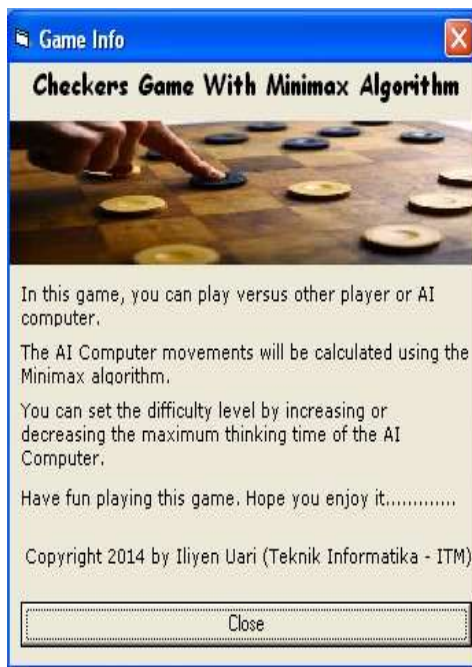 Game Info
Checkers Game With Minimax Algorithm
In this game, you can play versus other player or AI
computer.
The AI Computer movements will be calculated using the
Minimax algorithm.
You can set the difficulty level by increasing or
decreasing the maximum thinking time of the AI
Computer.
Have fun playing this game. Hope you enjoy it.............
Copyright 2014 by Iliyen Uari (Teknik Informatika - ITM)
Close